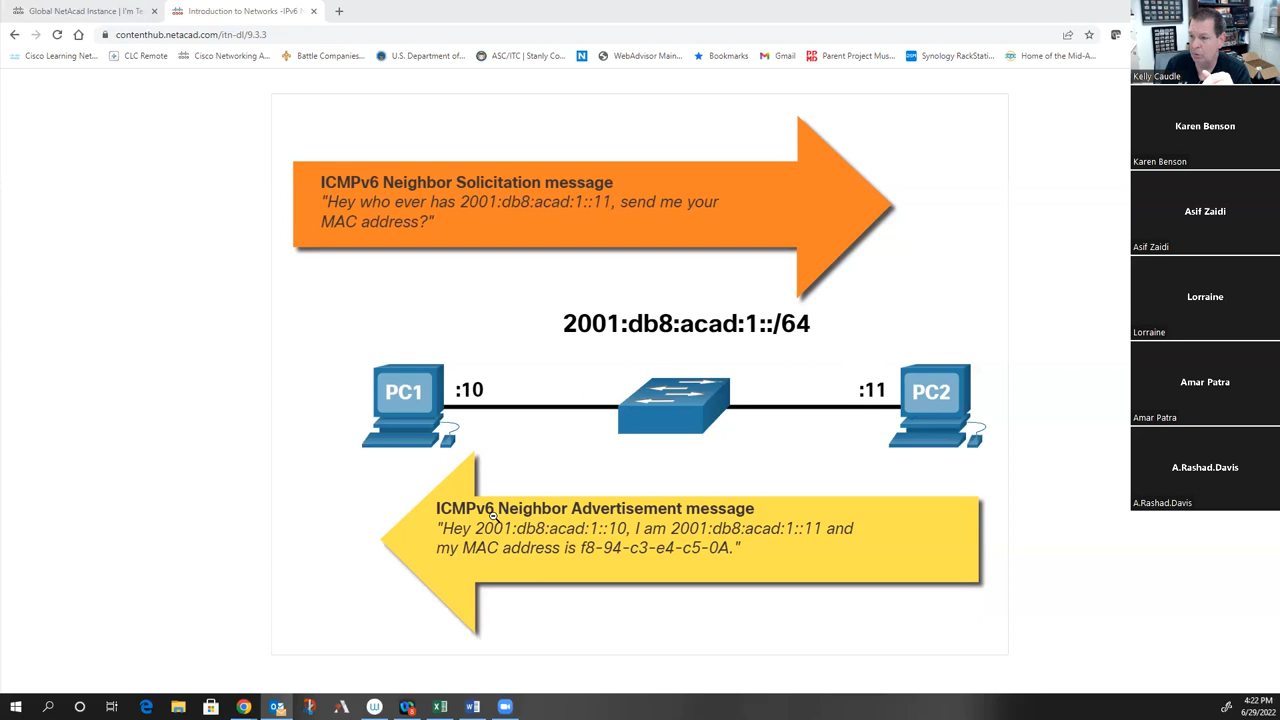 Global NetAcad Instance | I'm Te
Introduction to Networks -IPv6 N
contenthub.netacad.com/itn-dl/9.3.3
Cisco Learning Net...
CLC Remote
Cisco Networking A...
Battle Companies...
U.S. Department of...
ASC/ITC | Stanly Co...
N
WebAdvisor Main...
Bookmarks
Gmail
Parent Project Mus...
Synology RackStati...
Home of the Mid-A...
ICMPv6 Neighbor Solicitation message
"Hey who ever has 2001:db8:acad:1::11, send me your
MAC address?"
2001:db8:acad:1::/64
PC1
:10
:11
PC2
ICMPv6 Neighbor Advertisement message
"Hey 2001:db8:acad:1::10, I am 2001:db8:acad:1::11 and
my MAC address is f8-94-c3-e4-c5-0A."
Kelly Caudle
Karen Benson
Karen Benson
Asif Zaidi
Asif Zaidi
Lorraine
Lorraine
Amar Patra
Amar Patra
A.Rashad.Davis
A.Rashad.Davis
4:22 PM
6/29/2022